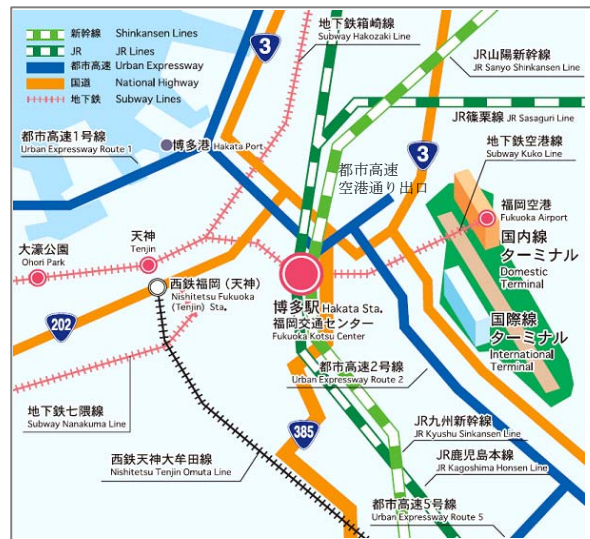 新幹線 Shinkansen Lines
JR JR Lines
都市高速 Urban Expressway
国道 National Highway
地下鉄 Subway Lines
3
地下鉄箱崎線
Subway Hakozaki Line
JR山陽新幹線
JR Sanyo Shinkansen Line
JR篠栗線 JR Sasaguri Line
都市高速1号線
Urban Expressway Route 1
博多港 Hakata Port
3
地下鉄空港線
Subway Kuko Line
都市高速
空港通り出口
福岡空港
Fukuoka Airport
国内線
ターミナル
Domestic
Terminal
大濠公園
Ohori Park
天神
Tenjin
西鉄福岡(天神)
Nishitetsu Fukuoka
(Tenjin) Sta.
博多駅 Hakata Sta.
福岡交通センター
Fukuoka Kotsu Center
国際線
ターミナル
International
Terminal
202
都市高速2号線
Urban Expressway Route 2
地下鉄七隈線
Subway Nanakuma Line
385
JR九州新幹線
JR Kyushu Sinkansen Line
西鉄天神大牟田線
Nishitetsu Tenjin Omuta Line
JR鹿児島本線
JR Kagoshima Honsen Line
都市高速5号線
Urban Expressway Route 5